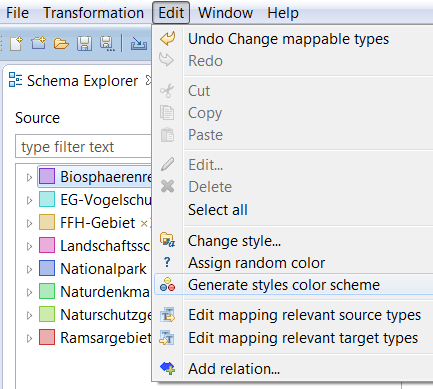 File Transformation Edit Window Help
Undo Change mappable types
Redo
Cut
Copy
Paste
Edit...
Delete
Select all
Change style...
Assign random color
Generate styles color scheme
Edit mapping relevant source types
Edit mapping relevant target types
Add relation...
Schema Explorer
Source
type filter text
Biosphaerenre
EG-Vogelschu
FFH-Gebiet ×
Landschaftssc
Nationalpark
Naturdenkma
Naturschutzge
Ramsargebiet